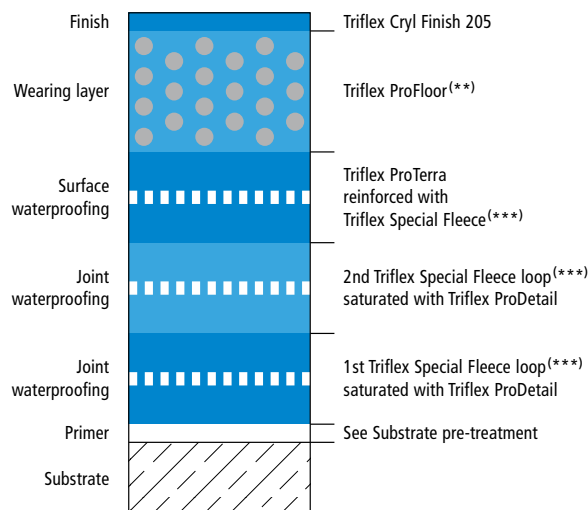 Finish
Triflex Cryl Finish 205
Wearing layer
Triflex ProFloor(**)
Surface
waterproofing
Triflex ProTerra
reinforced with
Triflex Special Fleece(***)
Joint
waterproofing
2nd Triflex Special Fleece loop(***)
saturated with Triflex ProDetail
Joint
waterproofing
1st Triflex Special Fleece loop(***)
saturated with Triflex ProDetail
Primer
See Substrate pre-treatment
Substrate